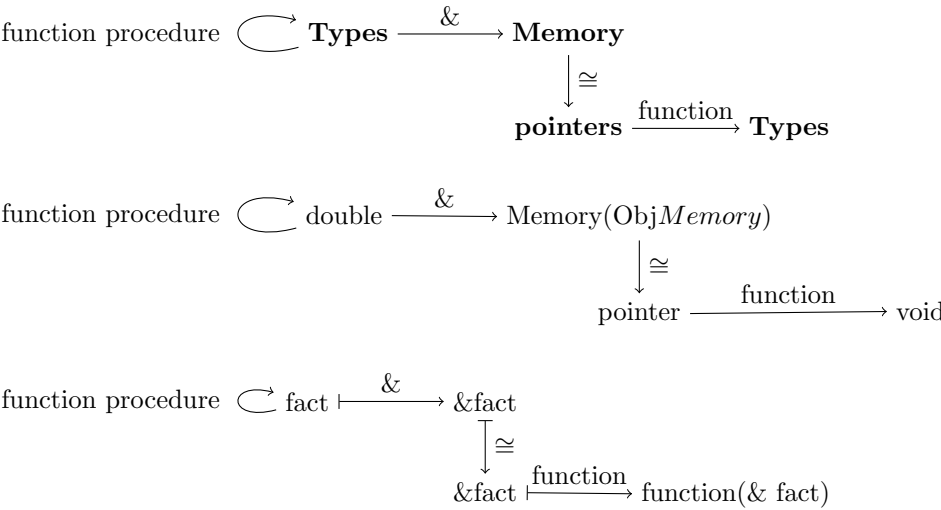 function procedure Types & Memory
≅
pointers function Types
function procedure double & Memory(ObjMemory)
≅
pointer function void
function procedure fact & &fact
≅
&fact function function(& fact)